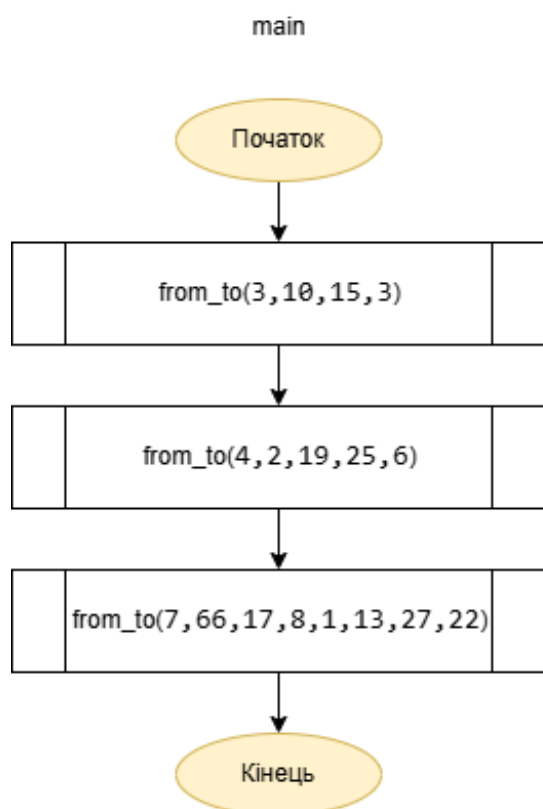 main
Початок
from_to(3,10,15,3)
from_to(4,2,19,25,6)
from_to(7,66,17,8,1,13,27,22)
Кінець